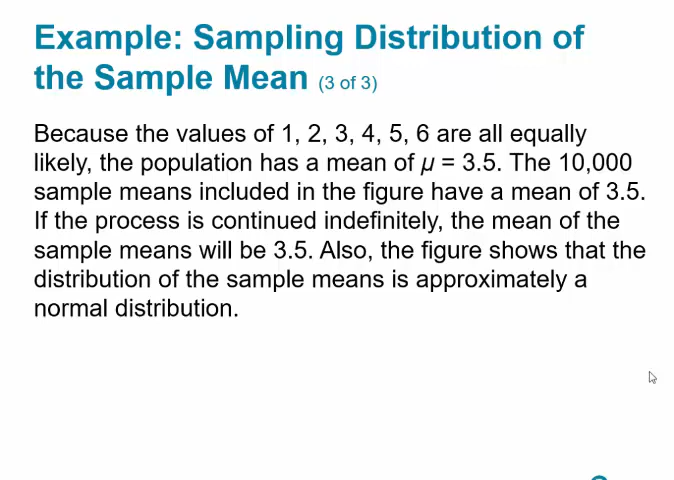 Example: Sampling Distribution of
the Sample Mean (3 of 3)
Because the values of 1, 2, 3, 4, 5, 6 are all equally
likely, the population has a mean of μ = 3.5. The 10,000
sample means included in the figure have a mean of 3.5.
If the process is continued indefinitely, the mean of the
sample means will be 3.5. Also, the figure shows that the
distribution of the sample means is approximately a
normal distribution.